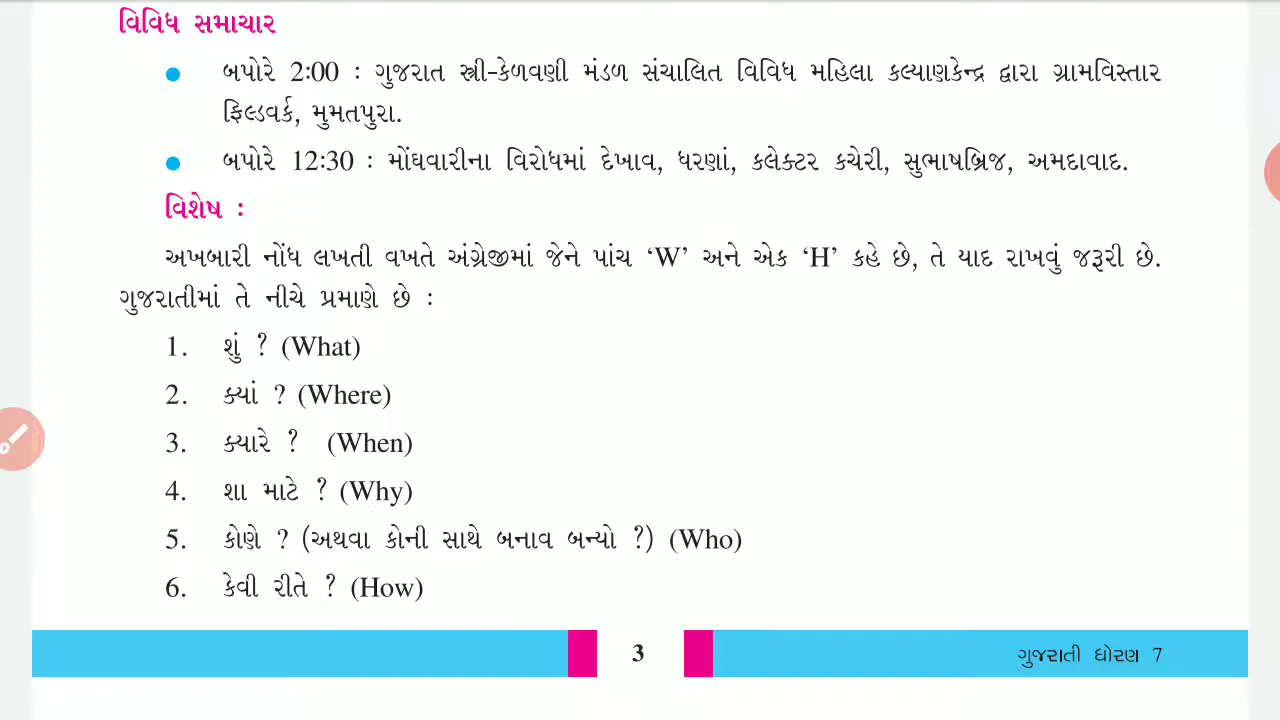 વિવિધ સમાચાર
બપોરે 2:00 : ગુજરાત સ્ત્રી-કેળવણી મંડળ સંચાલિત વિવિધ મહિલા કલ્યાણકેન્દ્ર દ્વારા ગ્રામવિસ્તાર
ફિલ્ડવર્ક, મુમતપુરા.
બપોરે 12:30 : મોંઘવારીના વિરોધમાં દેખાવ, ધરણાં, કલેક્ટર કચેરી, સુભાષબ્રિજ, અમદાવાદ.
વિશેષ :
અખબારી નોંધ લખતી વખતે અંગ્રેજીમાં જેને પાંચ ‘W’ અને એક ‘H’ કહે છે, તે યાદ રાખવું જરૂરી છે.
ગુજરાતીમાં તે નીચે પ્રમાણે છે :
1. શું ? (What)
2. ક્યાં ? (Where)
3. ક્યારે ? (When)
4. શા માટે ? (Why)
5. કોણે ? (અથવા કોની સાથે બનાવ બન્યો ?) (Who)
6. કેવી રીતે ? (How)
3
ગુજરાતી ધોરણ 7